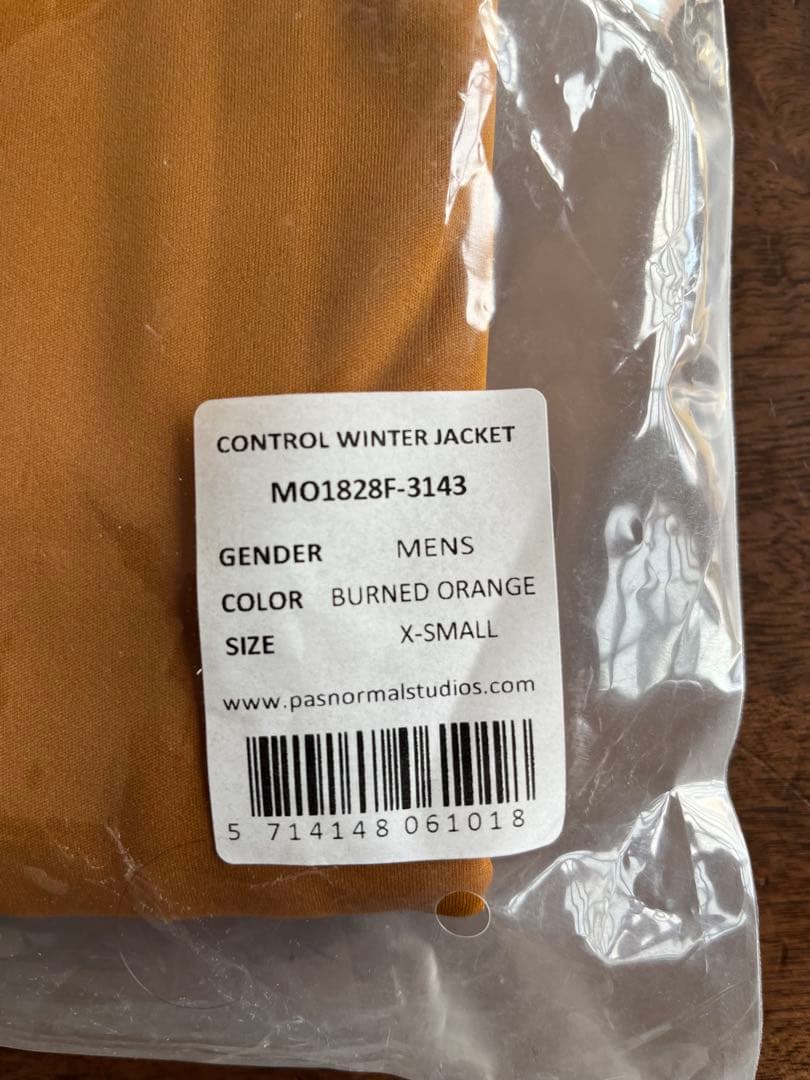 CONTROL WINTER JACKET
MO1828F-3143
GENDER MENS
COLOR BURNED ORANGE
SIZE X-SMALL
www.pasnormalstudios.com
5 714148 061018